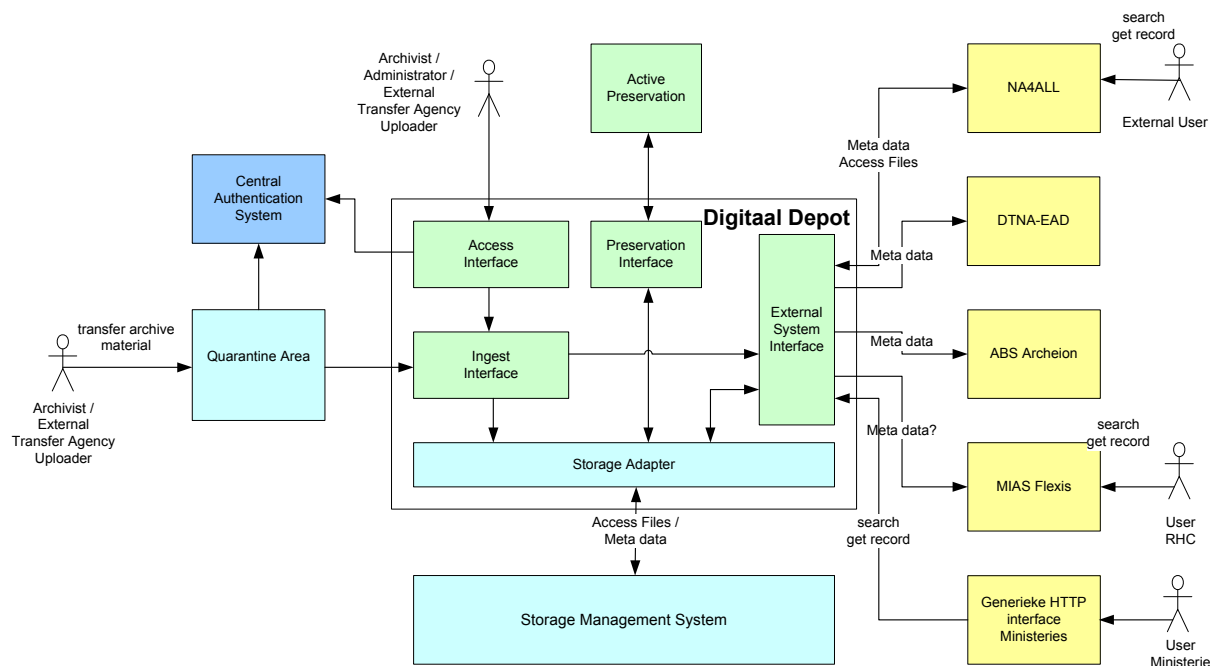 search
get record
Archivist /
Administrator /
External
Transfer Agency
Uploader
Active
Preservation
NA4ALL
External User
Meta data
Access Files
Central
Authentication
System
Digitaal Depot
Access
Interface
Preservation
Interface
DTNA-EAD
Meta data
transfer archive
material
Quarantine Area
Ingest
Interface
External
System
Interface
Meta data
ABS Archeion
Archivist /
External
Transfer Agency
Uploader
Meta data?
search
get record
Storage Adapter
MIAS Flexis
User
RHC
Access Files /
Meta data
search
get record
Storage Management System
Generieke HTTP
interface
Ministeries
User
Ministerie